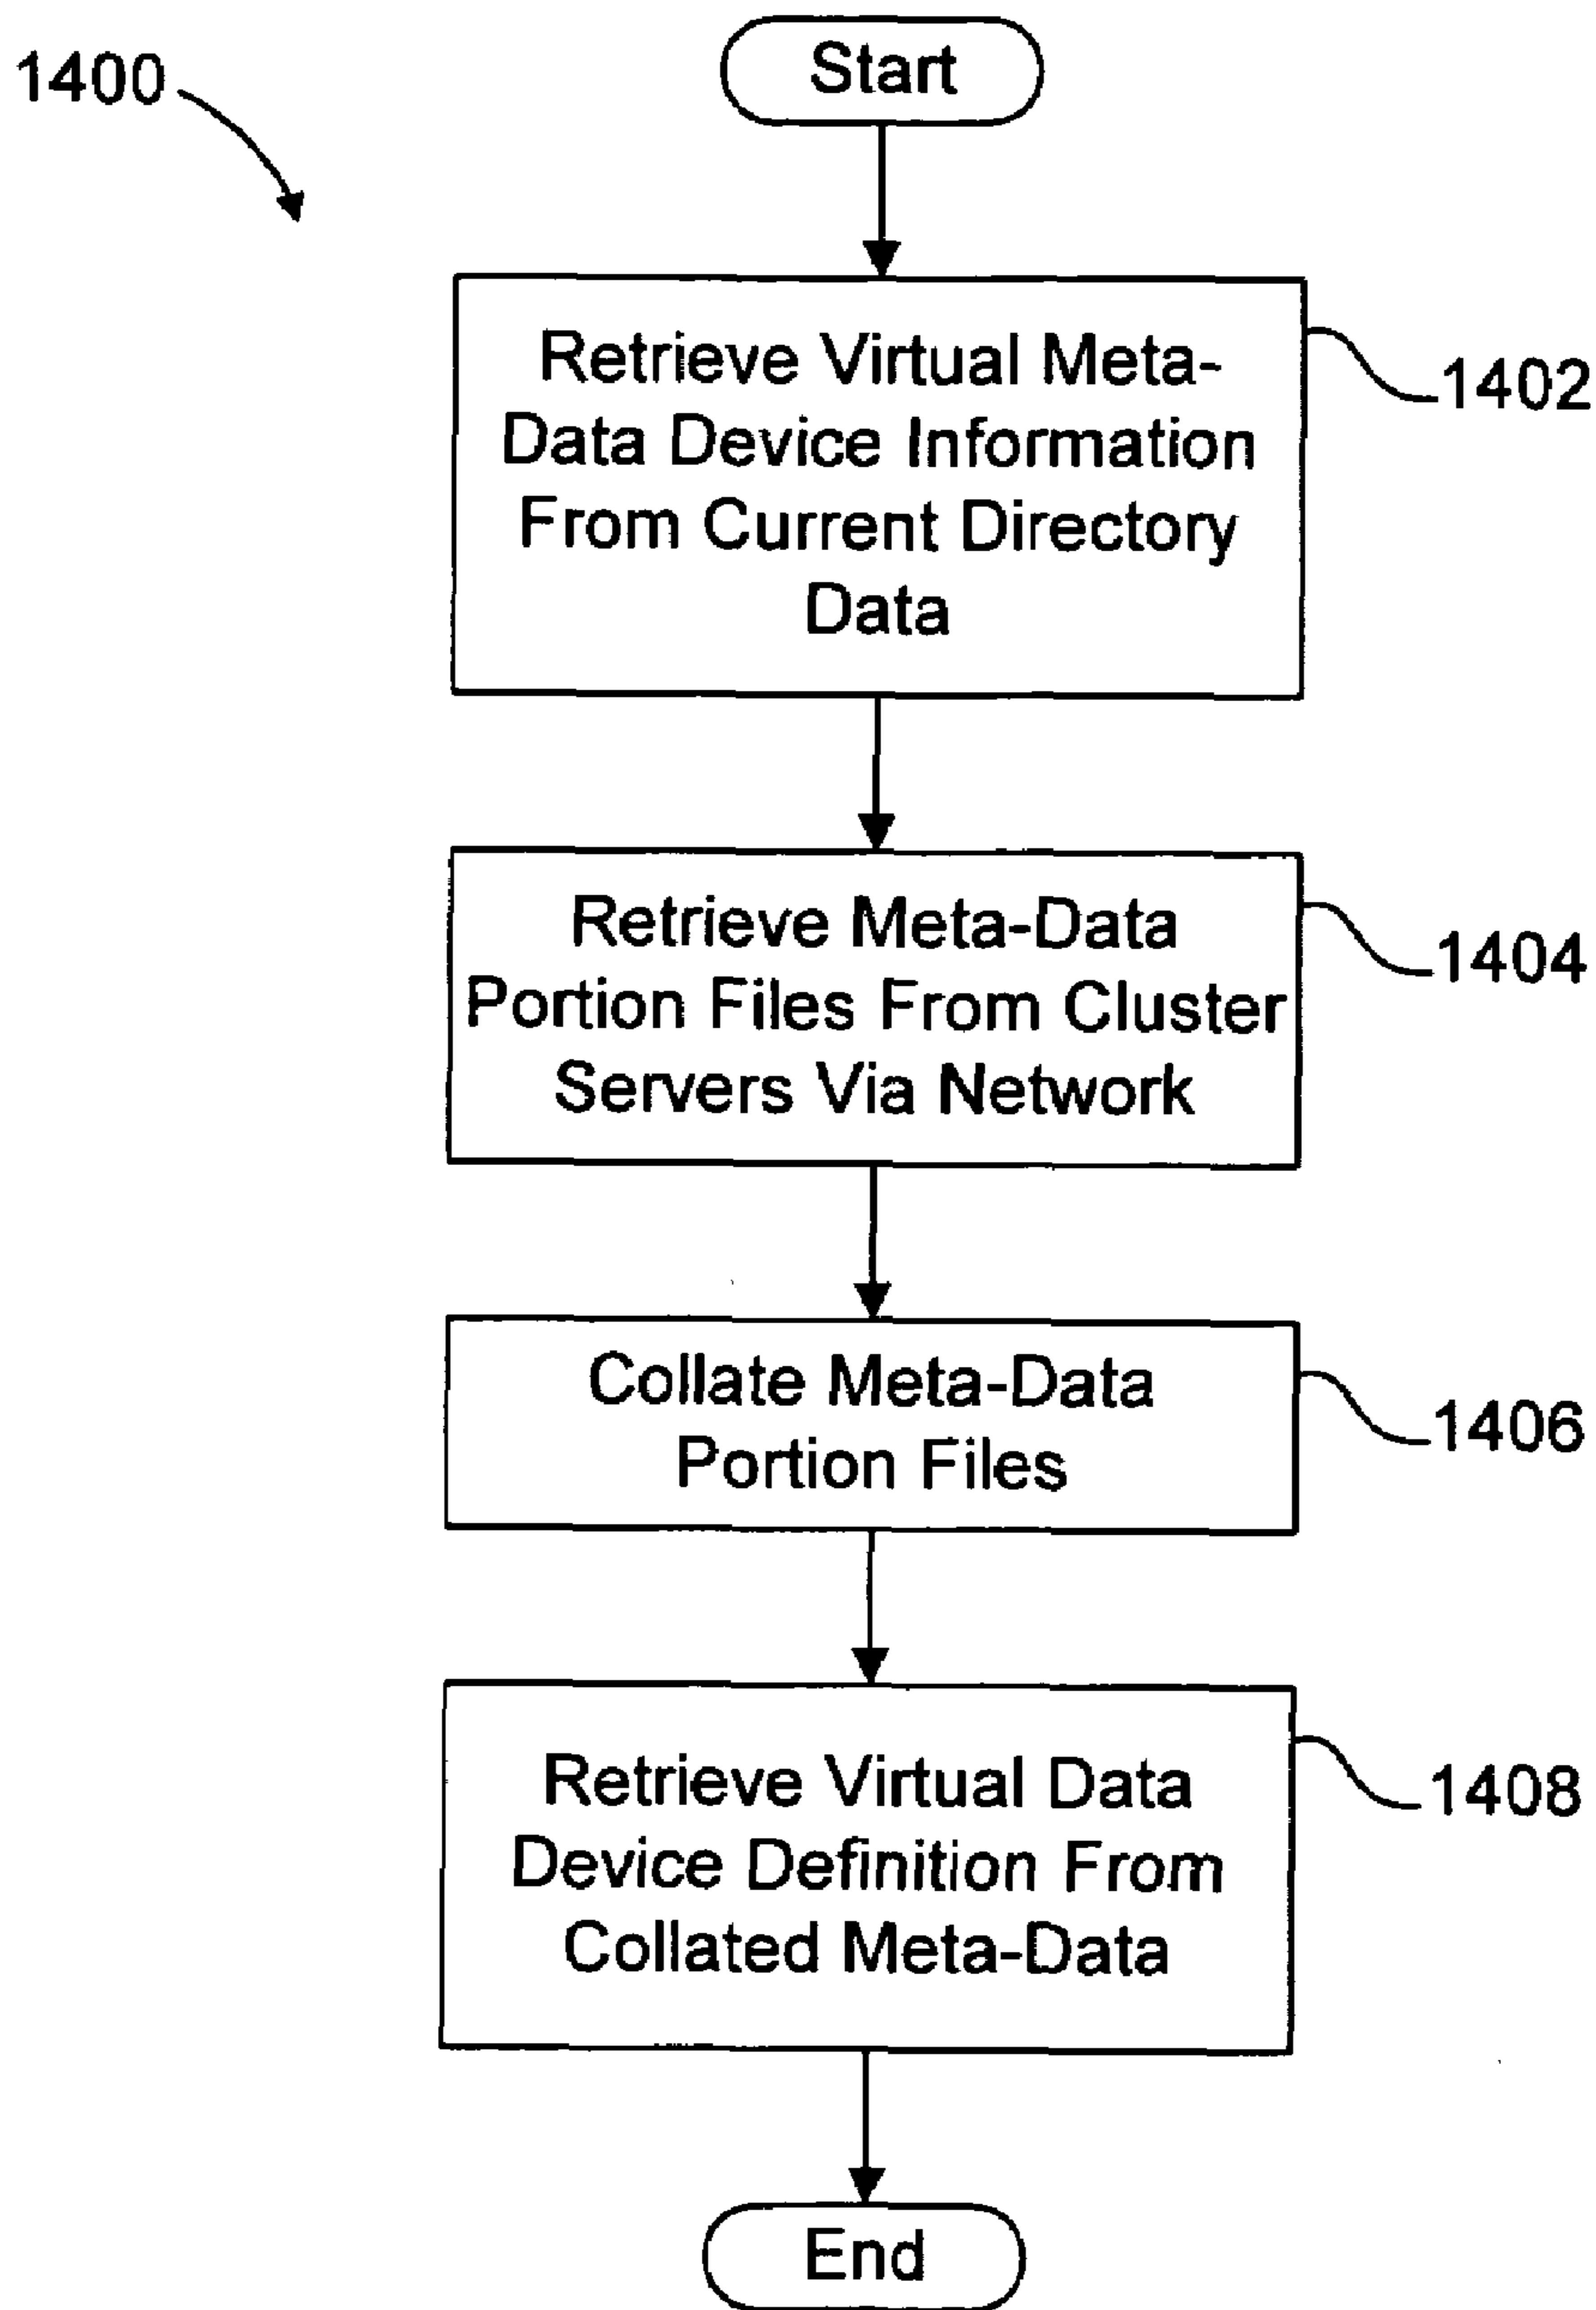 1400
Start
Retrieve Virtual Meta-
Data Device Information
From Current Directory
Data
1402
Retrieve Meta-Data
Portion Files From Cluster
Servers Via Network
1404
Collate Meta-Data
Portion Files
1406
Retrieve Virtual Data
Device Definition From
Collated Meta-Data
1408
End